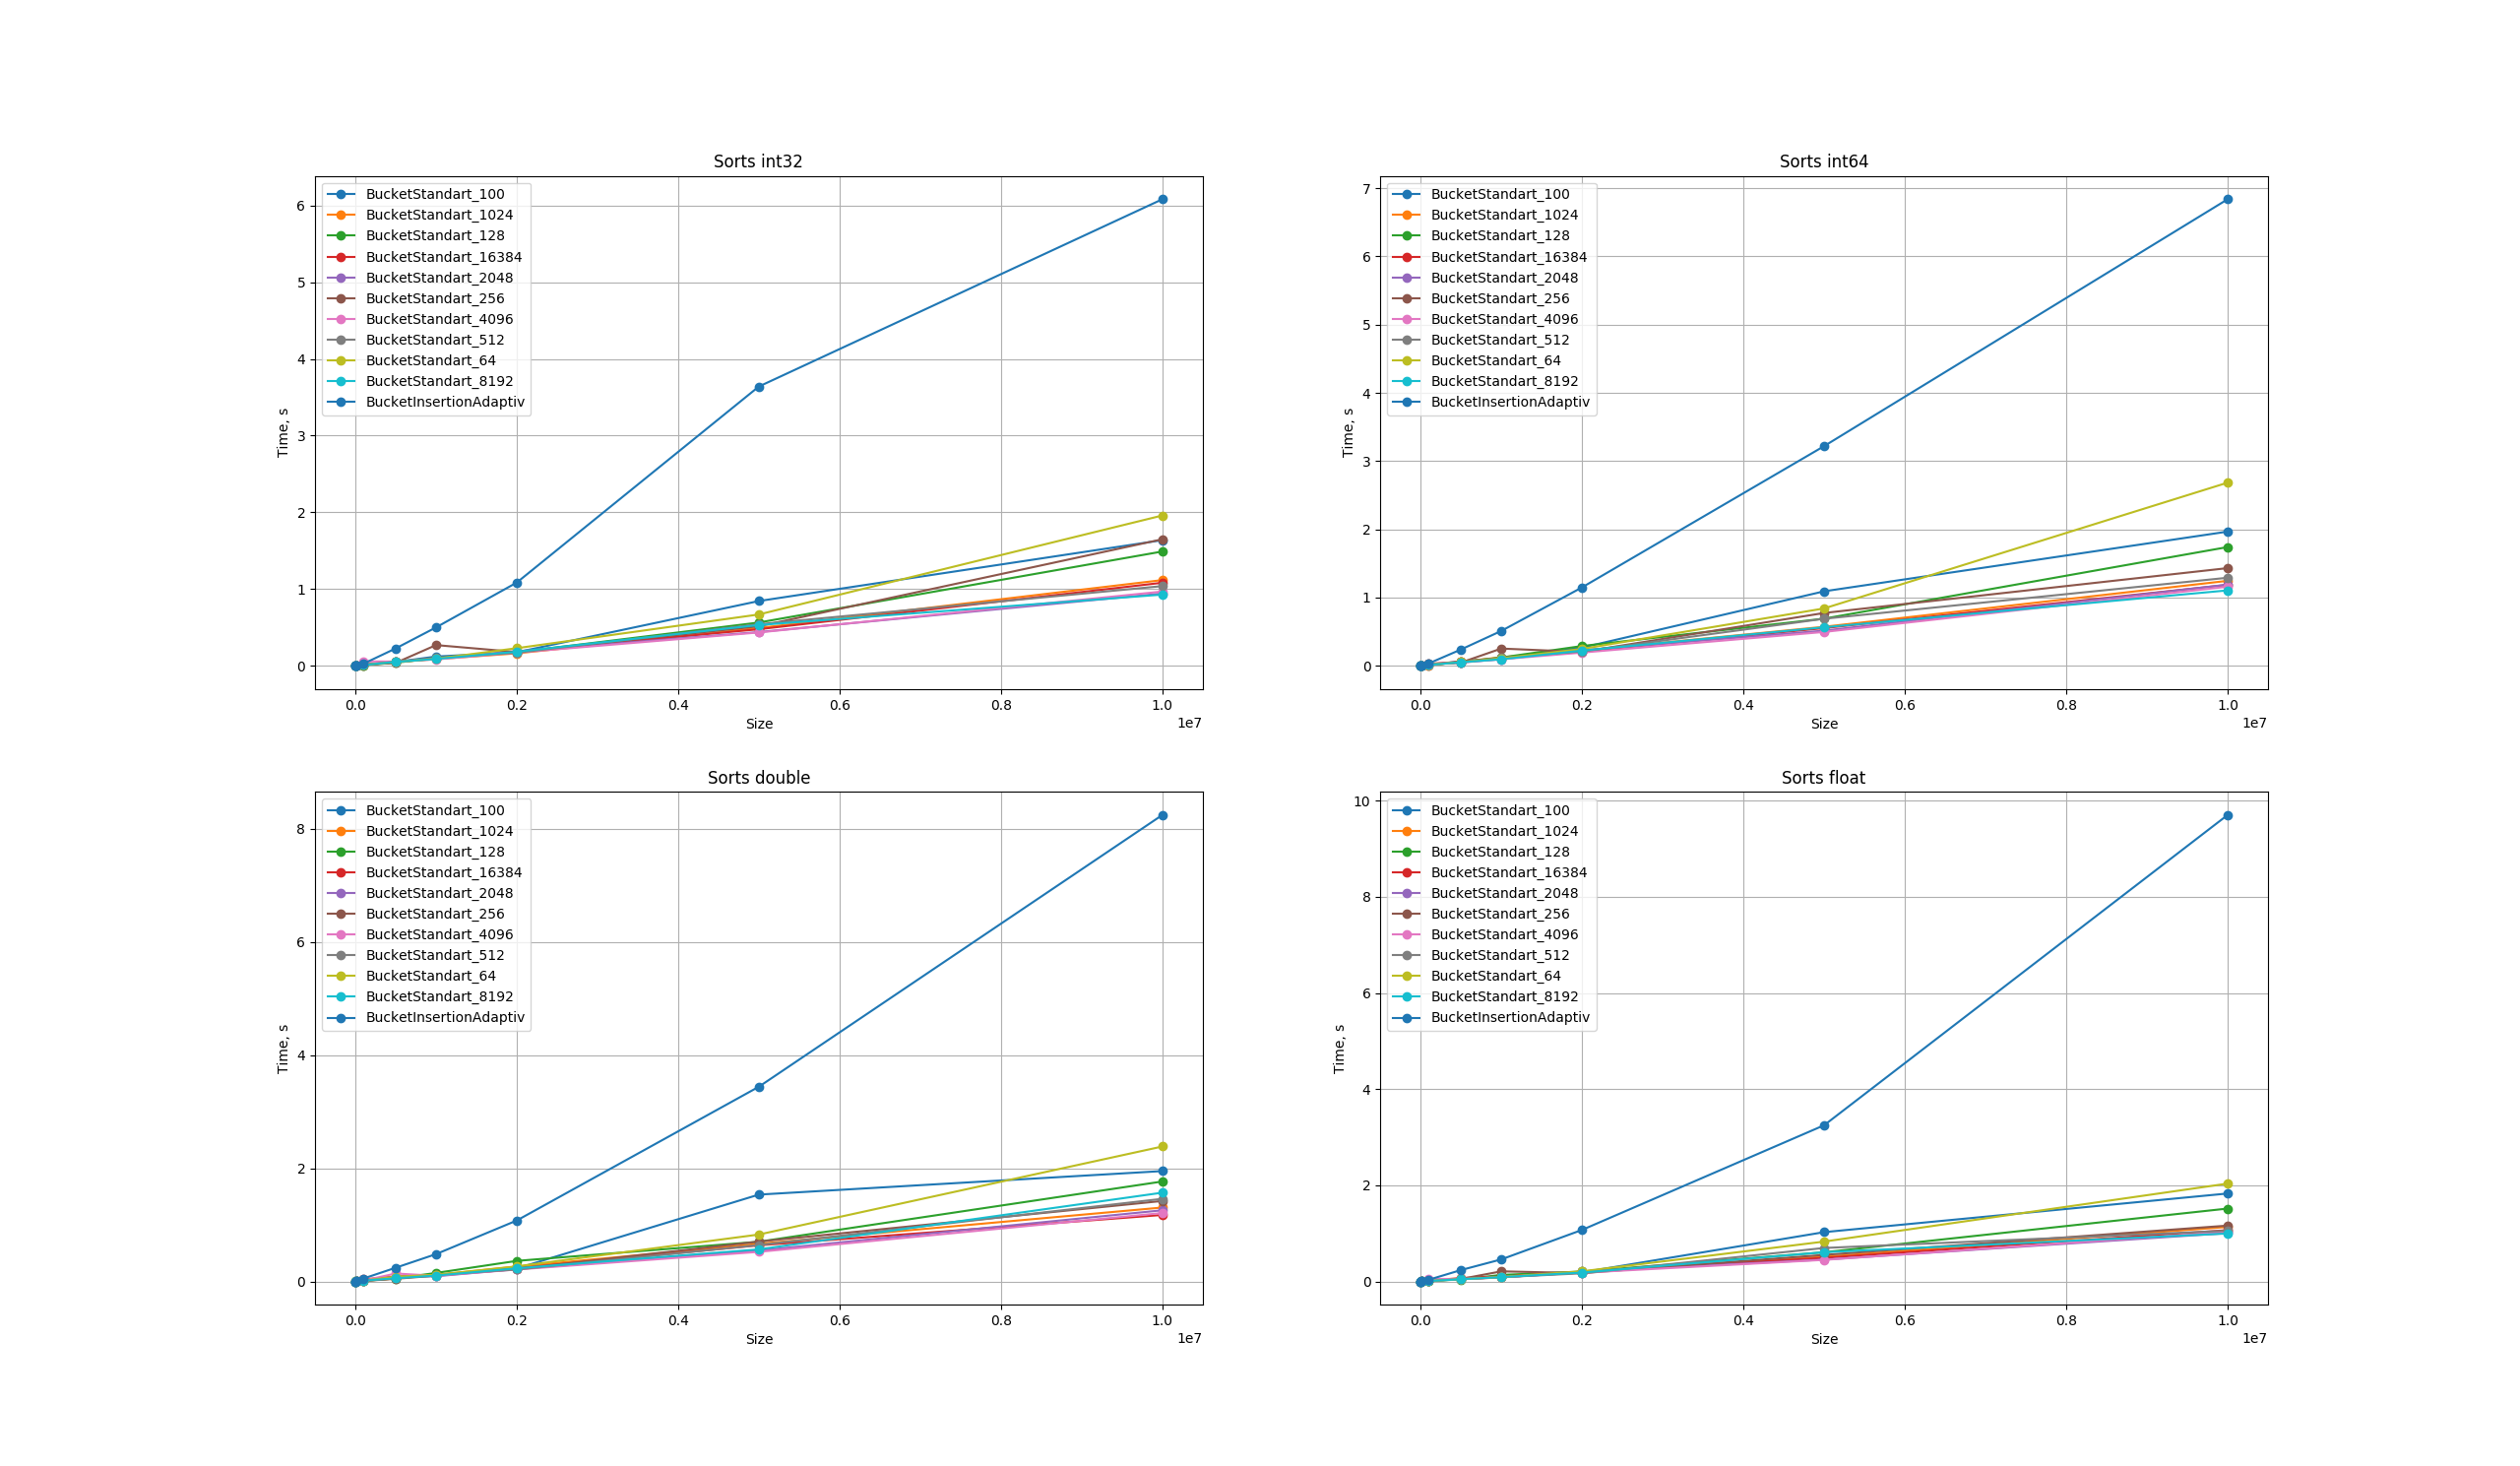 Sorts int32
BucketStandart_100
BucketStandart_1024
BucketStandart_128
BucketStandart_16384
BucketStandart_2048
BucketStandart_256
BucketStandart_4096
BucketStandart_512
BucketStandart_64
BucketStandart_8192
BucketInsertionAdaptiv
6
5
4
3
2
1
0
Time, s
0.0 0.2 0.4 0.6 0.8 1.0
1e7
Size
Sorts int64
BucketStandart_100
BucketStandart_1024
BucketStandart_128
BucketStandart_16384
BucketStandart_2048
BucketStandart_256
BucketStandart_4096
BucketStandart_512
BucketStandart_64
BucketStandart_8192
BucketInsertionAdaptiv
7
6
5
4
3
2
1
0
Time, s
0.0 0.2 0.4 0.6 0.8 1.0
1e7
Size
Sorts double
BucketStandart_100
BucketStandart_1024
BucketStandart_128
BucketStandart_16384
BucketStandart_2048
BucketStandart_256
BucketStandart_4096
BucketStandart_512
BucketStandart_64
BucketStandart_8192
BucketInsertionAdaptiv
8
6
4
2
0
Time, s
0.0 0.2 0.4 0.6 0.8 1.0
1e7
Size
Sorts float
BucketStandart_100
BucketStandart_1024
BucketStandart_128
BucketStandart_16384
BucketStandart_2048
BucketStandart_256
BucketStandart_4096
BucketStandart_512
BucketStandart_64
BucketStandart_8192
BucketInsertionAdaptiv
10
8
6
4
2
0
Time, s
0.0 0.2 0.4 0.6 0.8 1.0
1e7
Size